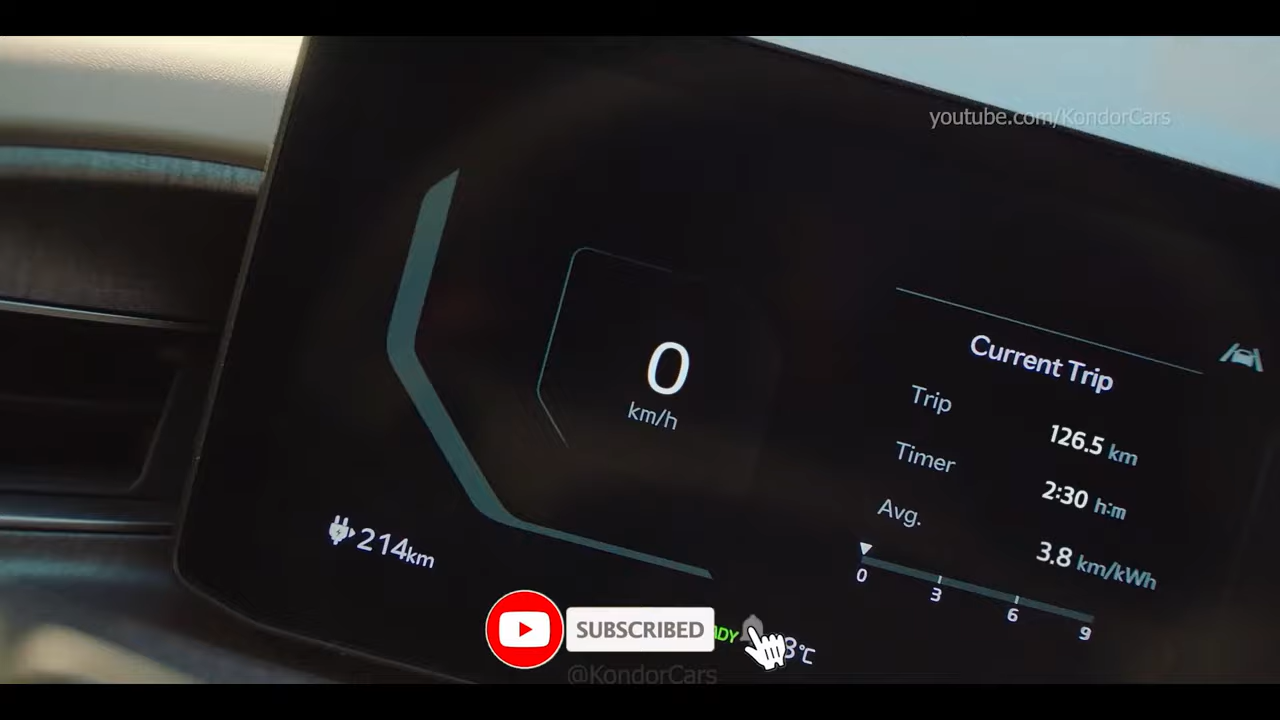 youtube.com/KondorCars
0
km/h
Current Trip
Trip 126.5 km
Timer 2:30 h:m
Avg. 3.8 km/kWh
0 3 6 9
214km
SUBSCRIBED
@KondorCars